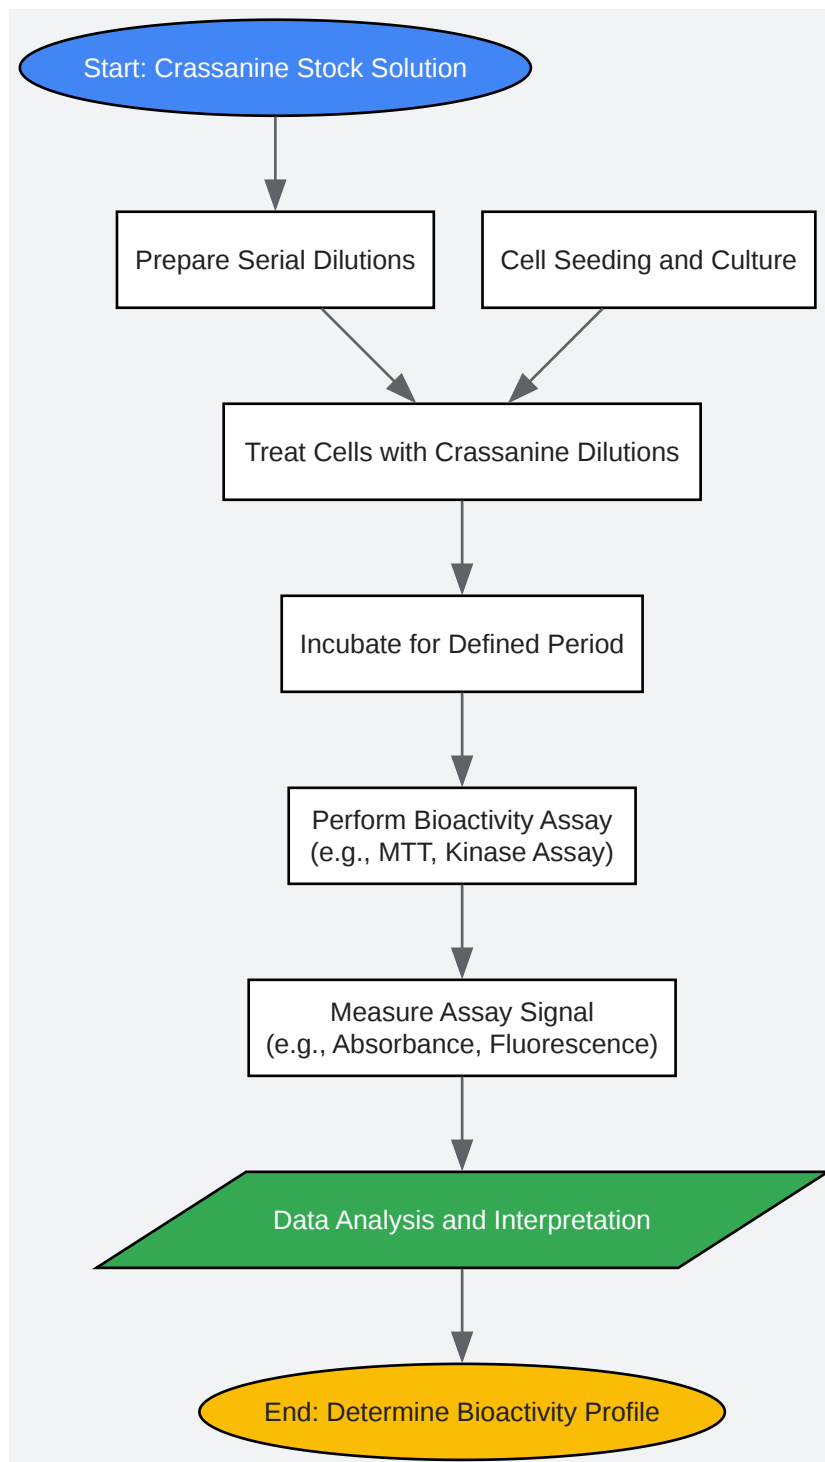 Start: Crassanine Stock Solution
Prepare Serial Dilutions
Cell Seeding and Culture
Treat Cells with Crassanine Dilutions
Incubate for Defined Period
Perform Bioactivity Assay
(e.g., MTT, Kinase Assay)
Measure Assay Signal
(e.g., Absorbance, Fluorescence)
Data Analysis and Interpretation
End: Determine Bioactivity Profile